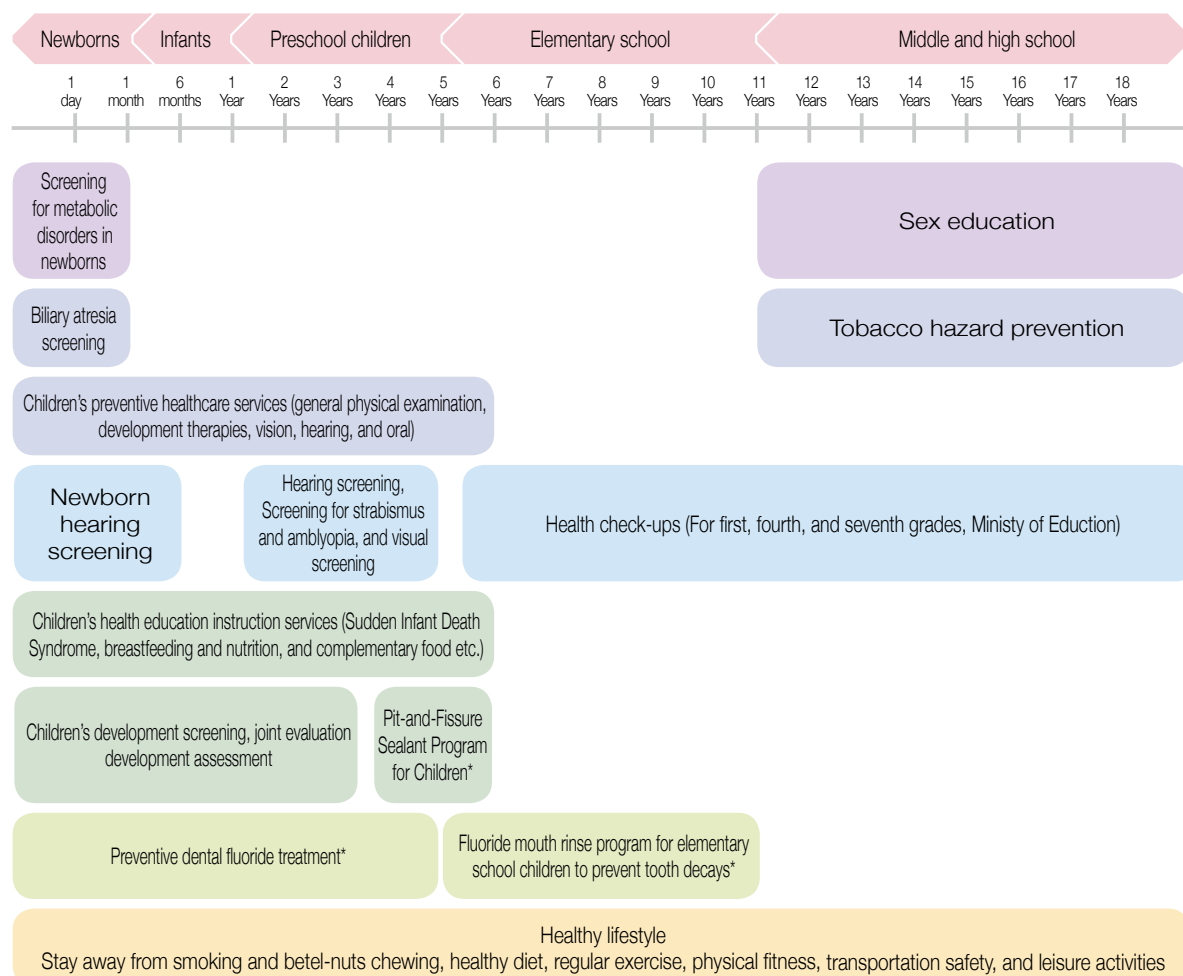 Newborns
Infants
Preschool children
Elementary school
Middle and high school
1
day
1
month
6
months
1
Year
2
Years
3
Years
4
Years
5
Years
6
Years
7
Years
8
Years
9
Years
10
Years
11
Years
12
Years
13
Years
14
Years
15
Years
16
Years
17
Years
18
Years
Screening
for metabolic
disorders in
newborns
Sex education
Biliary atresia
screening
Tobacco hazard prevention
Children's preventive healthcare services (general physical examination,
development therapies, vision, hearing, and oral)
Newborn
hearing
screening
Hearing screening,
Screening for strabismus
and amblyopia, and visual
screening
Health check-ups (For first, fourth, and seventh grades, Ministy of Eduction)
Children's health education instruction services (Sudden Infant Death
Syndrome, breastfeeding and nutrition, and complementary food etc.)
Children's development screening, joint evaluation
development assessment
Pit-and-Fissure
Sealant Program
for Children*
Preventive dental fluoride treatment*
Fluoride mouth rinse program for elementary
school children to prevent tooth decays*
Healthy lifestyle
Stay away from smoking and betel-nuts chewing, healthy diet, regular exercise, physical fitness, transportation safety, and leisure activities